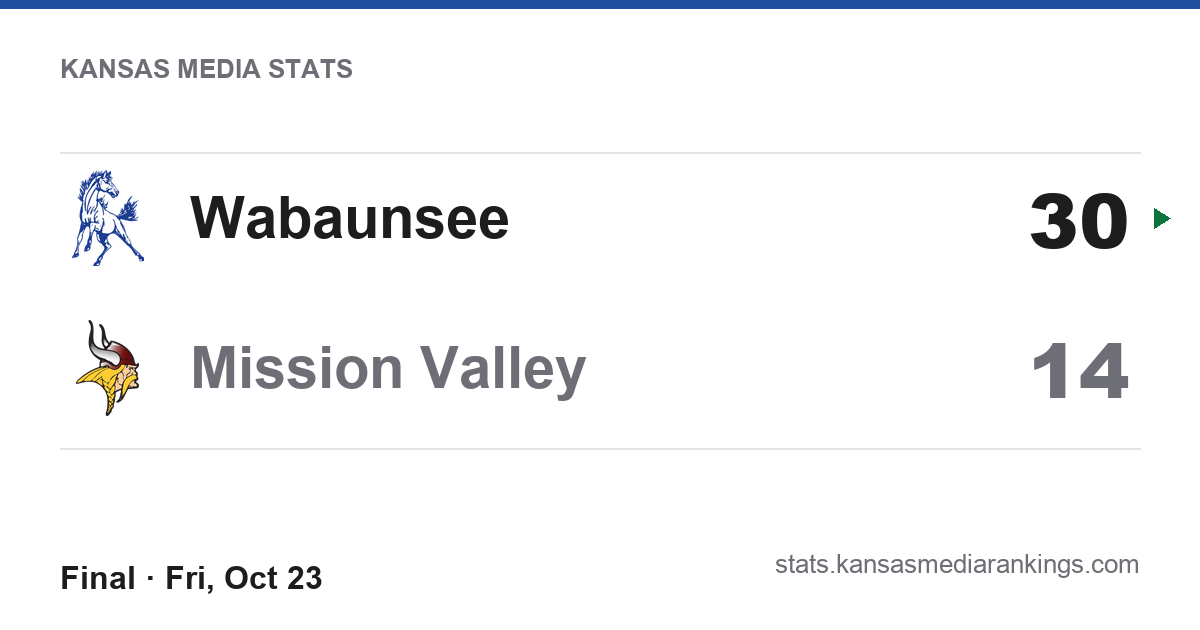 KANSAS MEDIA STATS
Wabaunsee 30
Mission Valley 14
Final · Fri, Oct 23
stats.kansasmediarankings.com